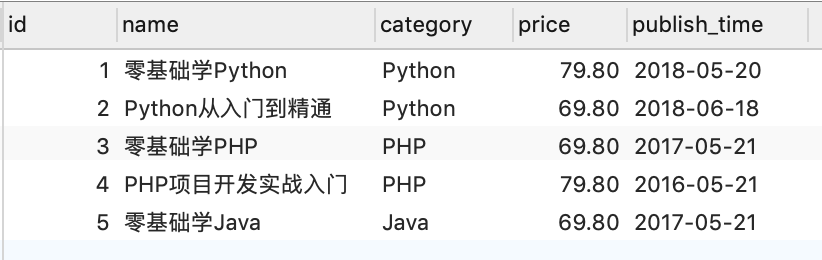 id name category price publish_time
1 零基础学Python Python 79.80 2018-05-20
2 Python从入门到精通 Python 69.80 2018-06-18
3 零基础学PHP PHP 69.80 2017-05-21
4 PHP项目开发实战入门 PHP 79.80 2016-05-21
5 零基础学Java Java 69.80 2017-05-21